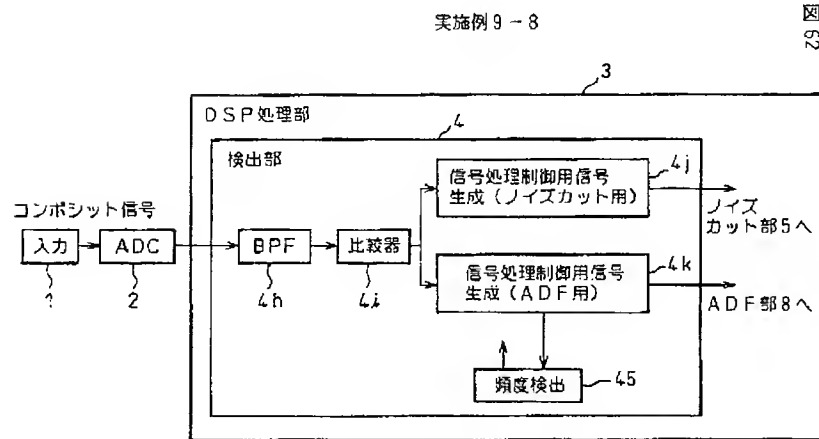 実施例9-8
図62
3
DSP処理部
4
検出部
コンポジット信号
入力
ADC
BPF
比較器
信号処理制御用信号
生成(ノイズカット用)
4j
ノイズ
カット部5へ
信号処理制御用信号
生成(ADF用)
4k
ADF部8へ
1
2
4h
4i
頻度検出
45